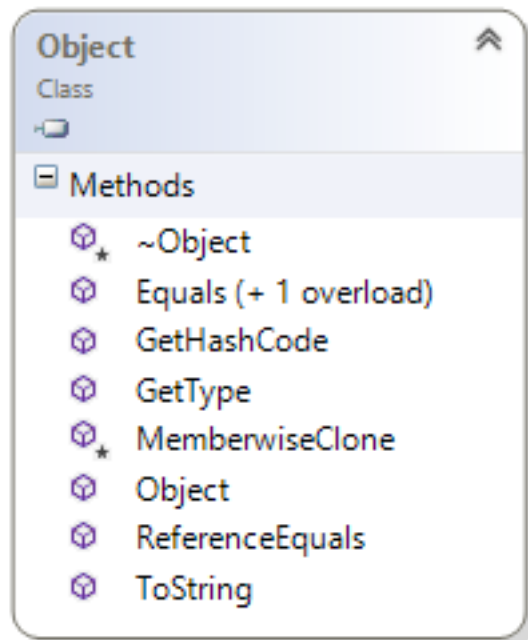 Object
Class
Methods
~Object
Equals (+ 1 overload)
GetHashCode
GetType
MemberwiseClone
Object
ReferenceEquals
ToString